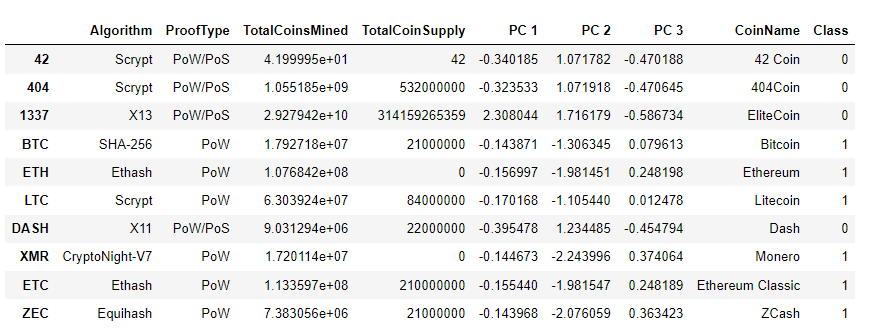 Algorithm ProofType TotalCoinsMined TotalCoinSupply PC 1 PC 2 PC 3 CoinName Class
42 Scrypt PoW/PoS 4.199995e+01 42 -0.340185 1.071782 -0.470188 42 Coin 0
404 Scrypt PoW/PoS 1.055185e+09 532000000 -0.323533 1.071918 -0.470645 404Coin 0
1337 X13 PoW/PoS 2.927942e+10 314159265359 2.308044 1.716179 -0.586734 EliteCoin 0
BTC SHA-256 PoW 1.792718e+07 21000000 -0.143871 -1.306345 0.079613 Bitcoin 1
ETH Ethash PoW 1.076842e+08 0 -0.156997 -1.981451 0.248198 Ethereum 1
LTC Scrypt PoW 6.303924e+07 84000000 -0.170168 -1.105440 0.012478 Litecoin 1
DASH X11 PoW/PoS 9.031294e+06 22000000 -0.395478 1.234485 -0.454794 Dash 0
XMR CryptoNight-V7 PoW 1.720114e+07 0 -0.144673 -2.243996 0.374064 Monero 1
ETC Ethash PoW 1.133597e+08 210000000 -0.155440 -1.981547 0.248189 Ethereum Classic 1
ZEC Equihash PoW 7.383056e+06 21000000 -0.143968 -2.076059 0.363423 ZCash 1